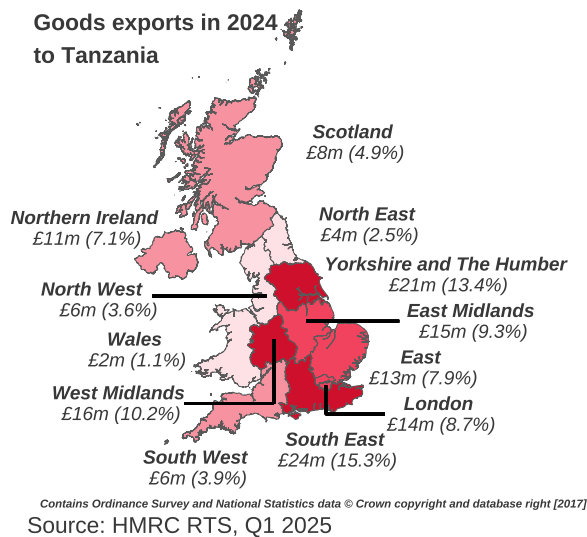 Goods exports in 2024
to Tanzania
Scotland
£8m (4.9%)
Northern Ireland
£11m (7.1%)
North East
£4m (2.5%)
Yorkshire and The Humber
£21m (13.4%)
North West
£6m (3.6%)
East Midlands
£15m (9.3%)
Wales
£2m (1.1%)
East
£13m (7.9%)
West Midlands
£16m (10.2%)
London
£14m (8.7%)
South East
£24m (15.3%)
South West
£6m (3.9%)
Contains Ordinance Survey and National Statistics data © Crown copyright and database right [2017]
Source: HMRC RTS, Q1 2025